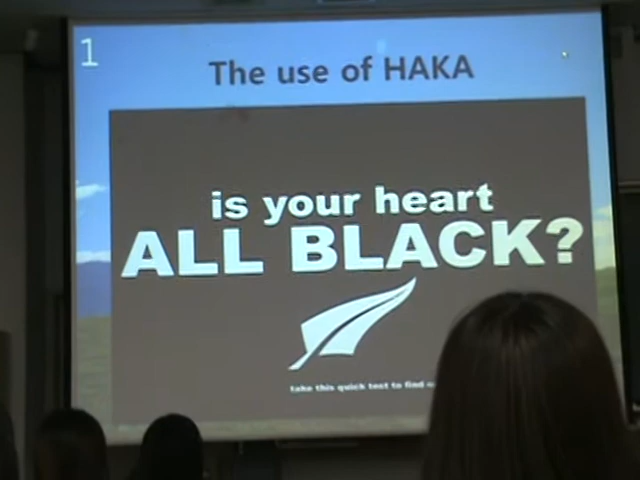 1
The use of HAKA
is your heart
ALL BLACK?
take this quick test to find